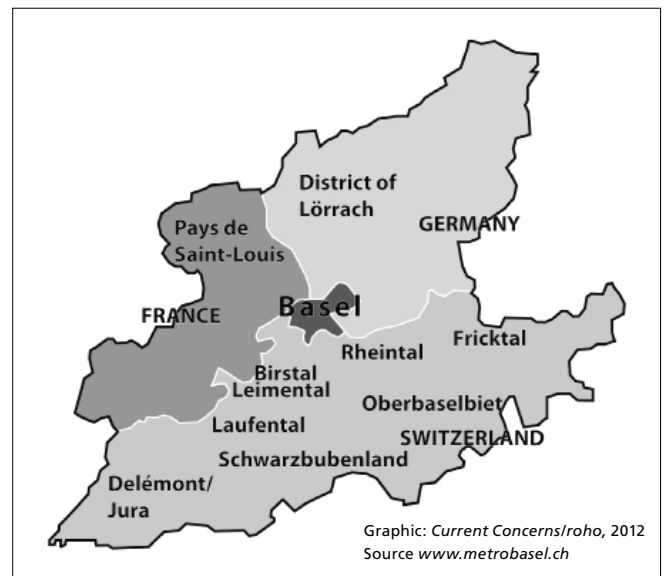 District of
Lörrach
GERMANY
Pays de
Saint-Louis
FRANCE
Basel
Rheintal
Fricktal
Birstal
Leimental
Oberbaselbiet
Laufental
SWITZERLAND
Schwarzbubenland
Delémont/
Jura
Graphic: Current Concerns/roho, 2012
Source www.metrobasel.ch